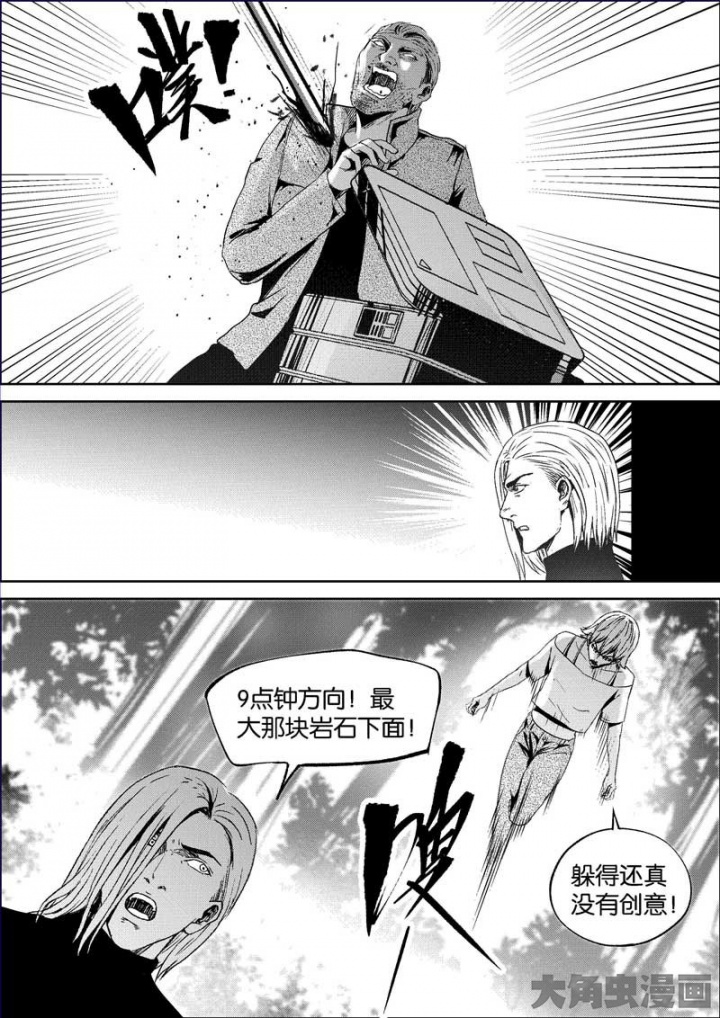 噗！
9点钟方向！最
大那块岩石下面！
嗖
躲得还真
没有创意！
大角虫漫画